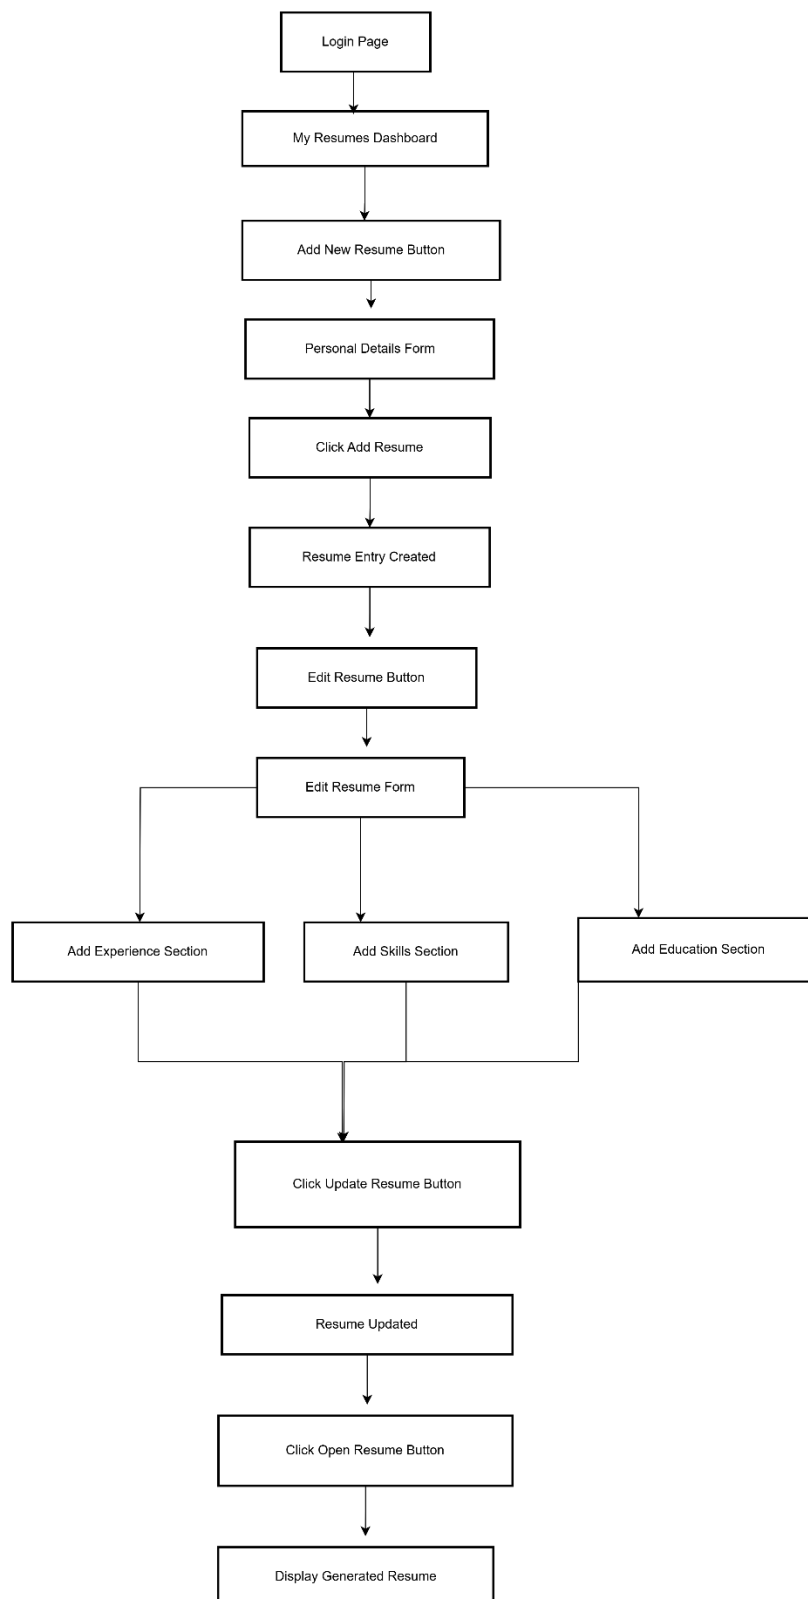 Login Page
My Resumes Dashboard
Add New Resume Button
Personal Details Form
Click Add Resume
Resume Entry Created
Edit Resume Button
Edit Resume Form
Add Experience Section
Add Skills Section
Add Education Section
Click Update Resume Button
Resume Updated
Click Open Resume Button
Display Generated Resume